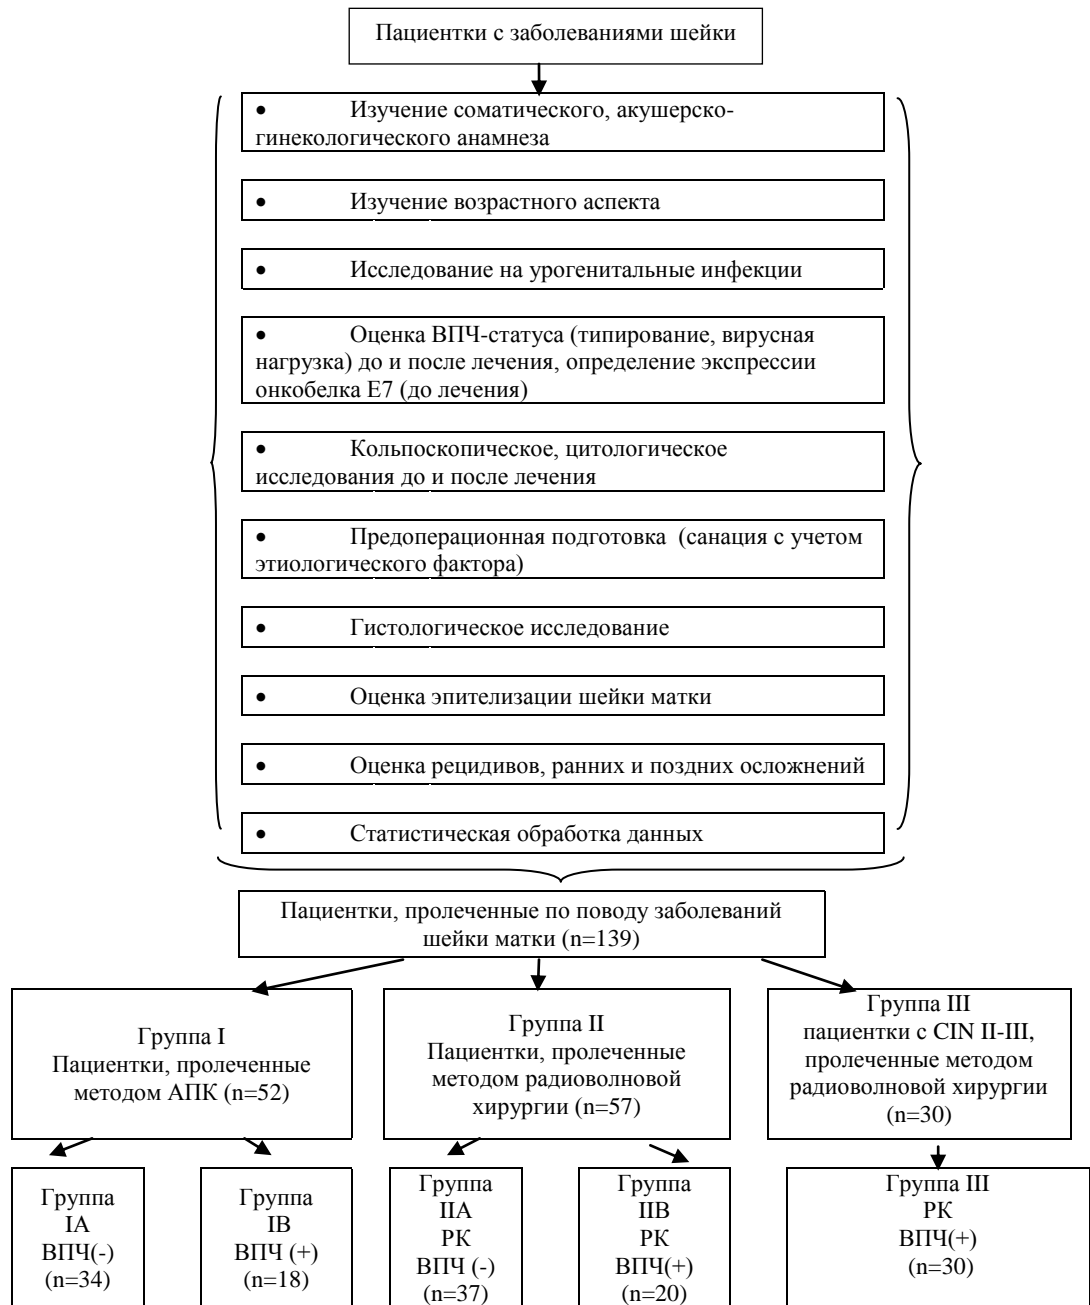 Пациентки с заболеваниями шейки
• Изучение соматического, акушерско-
гинекологического анамнеза
• Изучение возрастного аспекта
• Исследование на урогенитальные инфекции
• Оценка ВПЧ-статуса (типирование, вирусная
нагрузка) до и после лечения, определение экспрессии
онкобелка Е7 (до лечения)
• Кольпоскопическое, цитологическое
исследования до и после лечения
• Предоперационная подготовка (санация с учетом
этиологического фактора)
• Гистологическое исследование
• Оценка эпителизации шейки матки
• Оценка рецидивов, ранних и поздних осложнений
• Статистическая обработка данных
Пациентки, пролеченные по поводу заболеваний
шейки матки (n=139)
Группа I
Пациентки, пролеченные
методом АПК (n=52)
Группа II
Пациентки, пролеченные
методом радиоволновой
хирургии (n=57)
Группа III
пациентки с CIN II-III,
пролеченные методом
радиоволновой хирургии
(n=30)
Группа
IA
ВПЧ(-)
(n=34)
Группа
IB
ВПЧ (+)
(n=18)
Группа
IIA
РК
ВПЧ (-)
(n=37)
Группа
IIB
РК
ВПЧ(+)
(n=20)
Группа III
РК
ВПЧ(+)
(n=30)